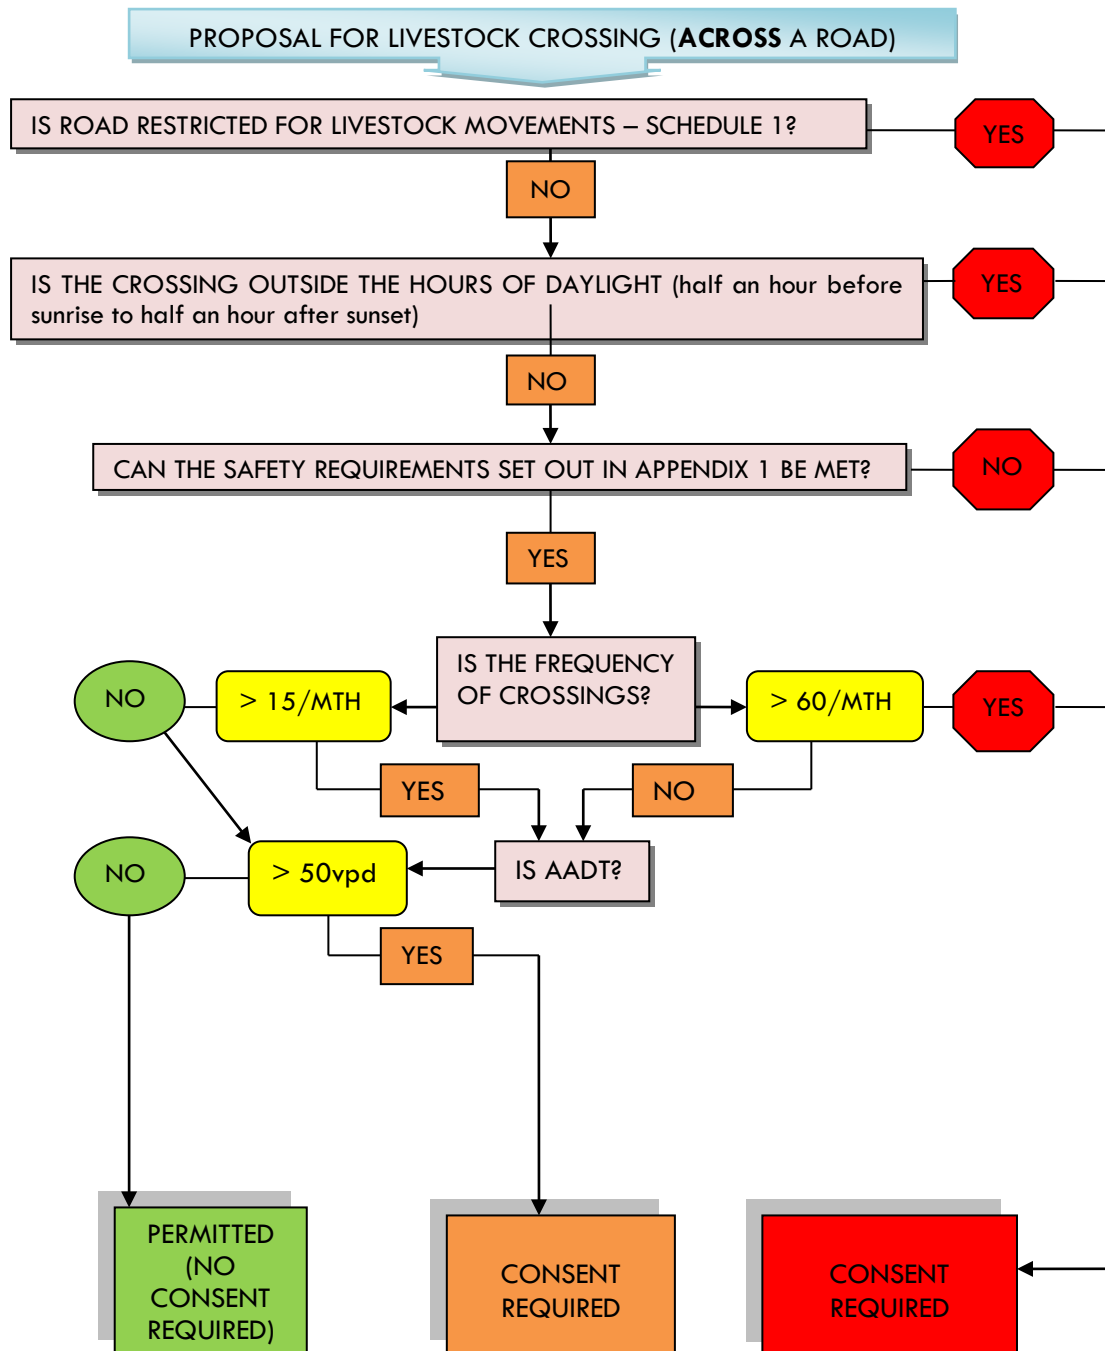 PROPOSAL FOR LIVESTOCK CROSSING (ACROSS A ROAD)
IS ROAD RESTRICTED FOR LIVESTOCK MOVEMENTS – SCHEDULE 1?
YES
NO
IS THE CROSSING OUTSIDE THE HOURS OF DAYLIGHT (half an hour before
sunrise to half an hour after sunset)
YES
NO
CAN THE SAFETY REQUIREMENTS SET OUT IN APPENDIX 1 BE MET?
NO
YES
IS THE FREQUENCY
OF CROSSINGS?
NO
> 15/MTH
> 60/MTH
YES
YES
NO
NO
> 50vpd
IS AADT?
YES
PERMITTED
(NO
CONSENT
REQUIRED)
CONSENT
REQUIRED
CONSENT
REQUIRED